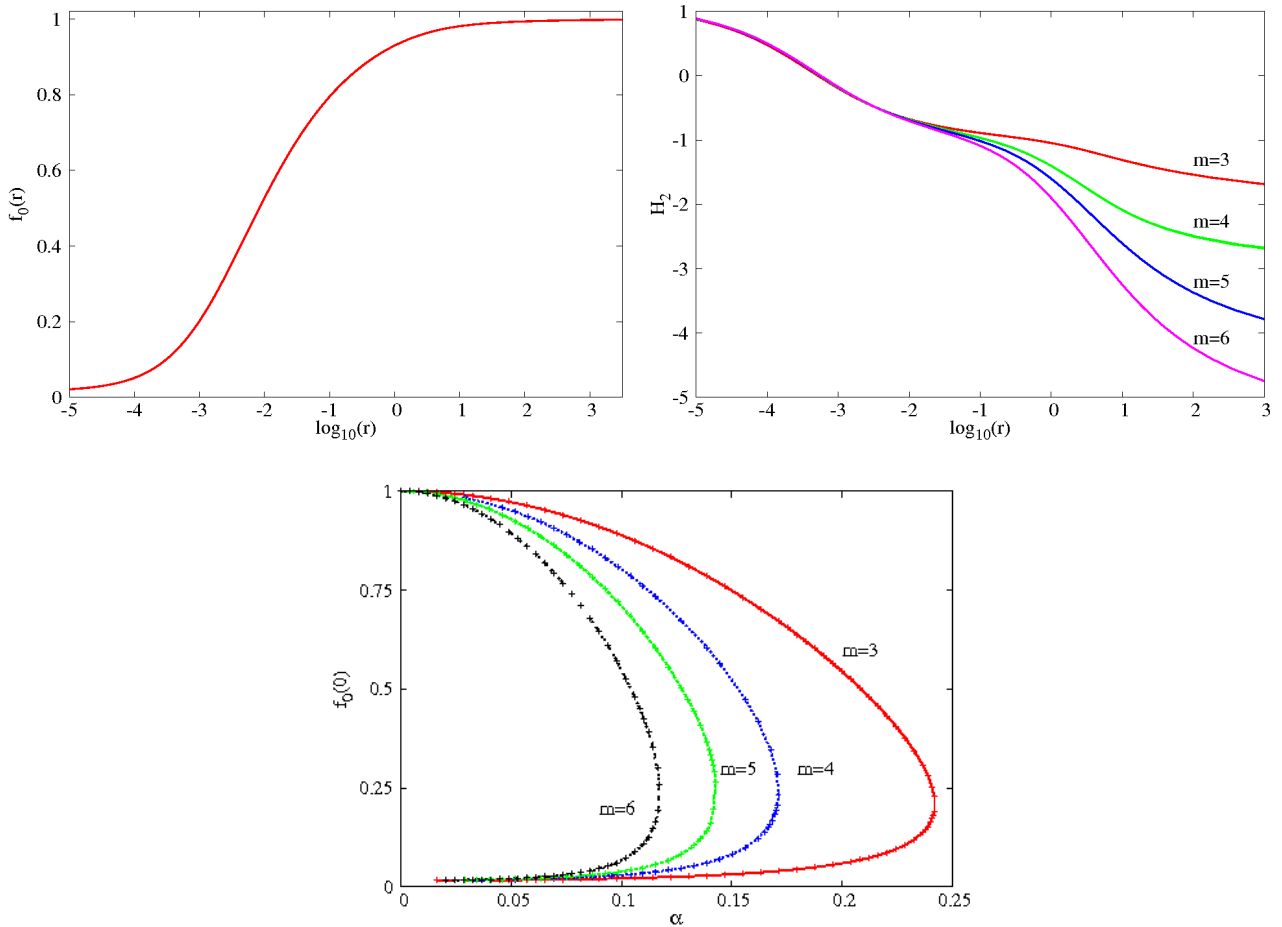 1
0.8
0.6
0.4
0.2
0
f₀(r)
-5 -4 -3 -2 -1 0 1 2 3
log₁₀(r)
1
0
-1
-2
-3
-4
-5
H₂
m=3
m=4
m=5
m=6
-5 -4 -3 -2 -1 0 1 2 3
log₁₀(r)
1
0.75
0.5
0.25
0
f₀(0)
m=3
m=5
m=4
m=6
0 0.05 0.1 0.15 0.2 0.25
α